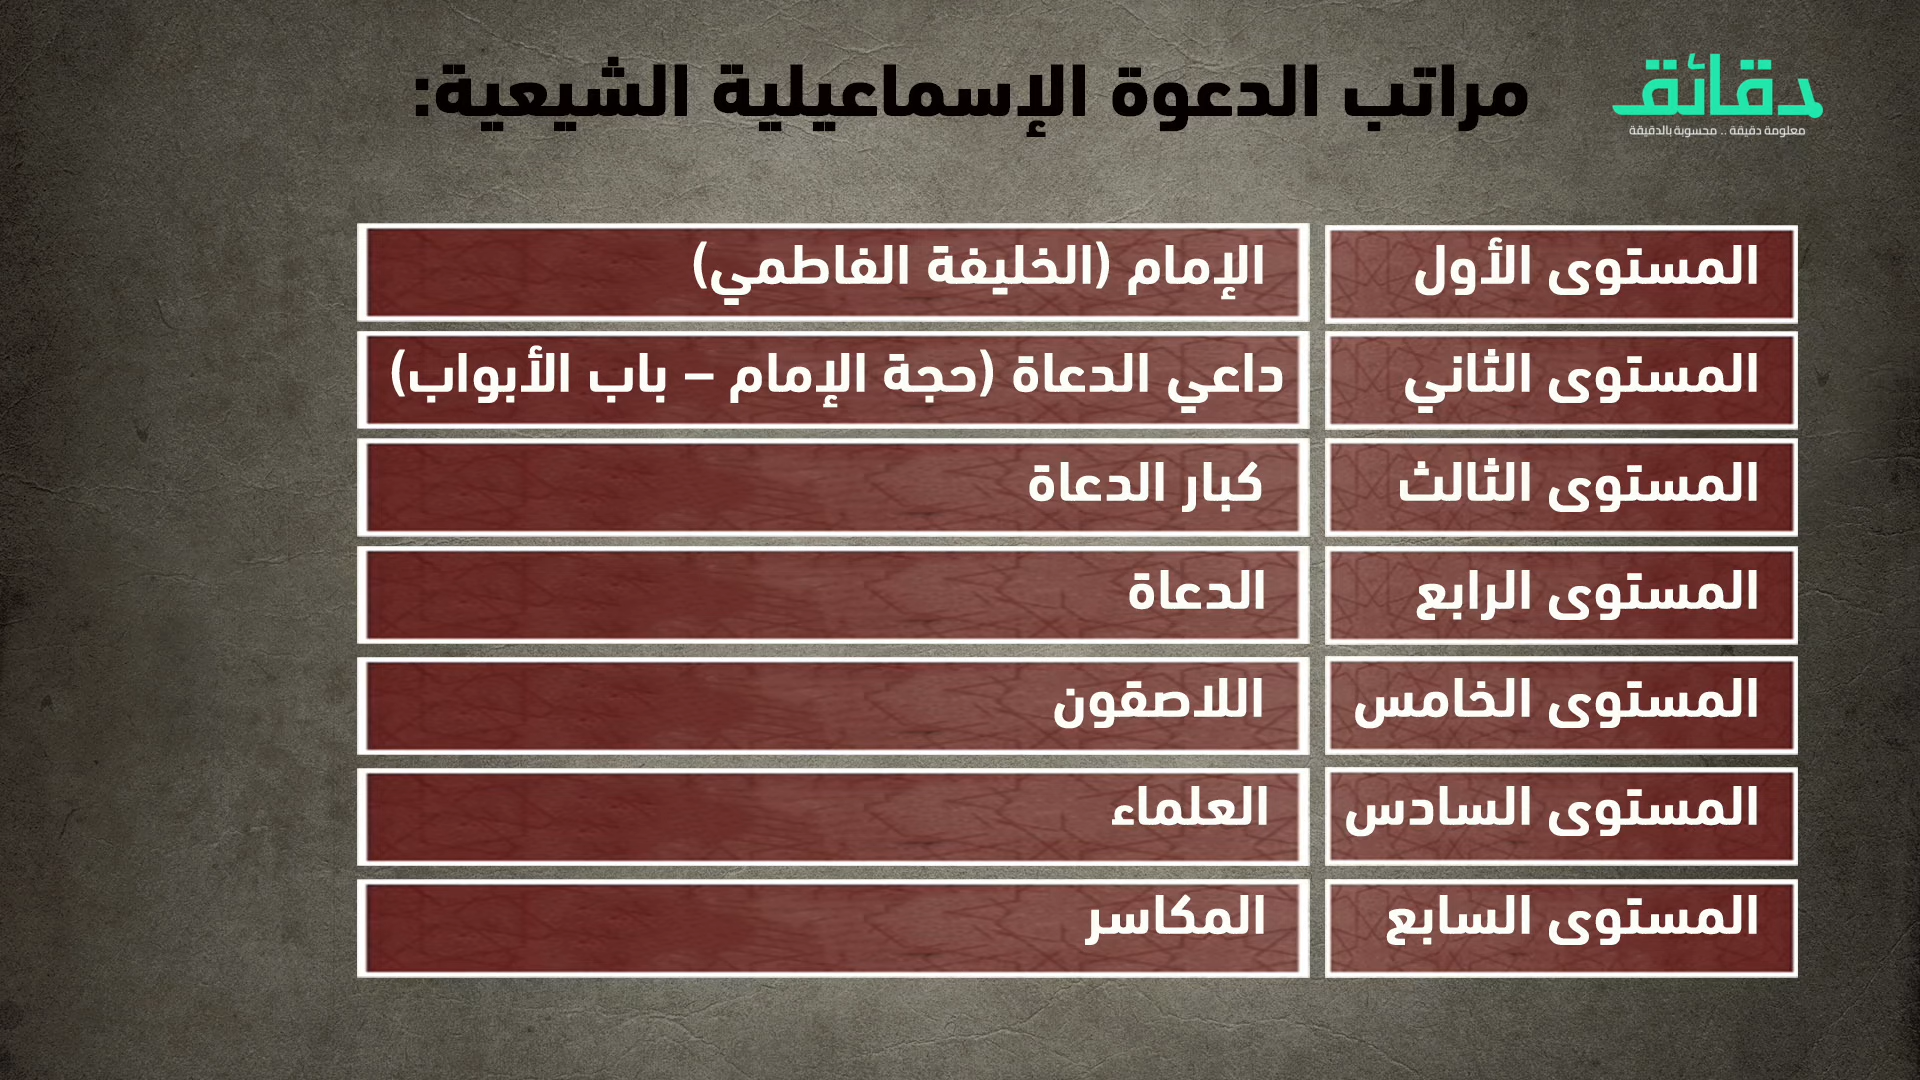 مراتب الدعوة الإسماعيلية الشيعية:
دقائق
معلومة دقيقة .. محسوبة بالدقيقة
المستوى الأول الإمام (الخليفة الفاطمي)
المستوى الثاني داعي الدعاة (حجة الإمام – باب الأبواب)
المستوى الثالث كبار الدعاة
المستوى الرابع الدعاة
المستوى الخامس اللاصقون
المستوى السادس العلماء
المستوى السابع المكاسر